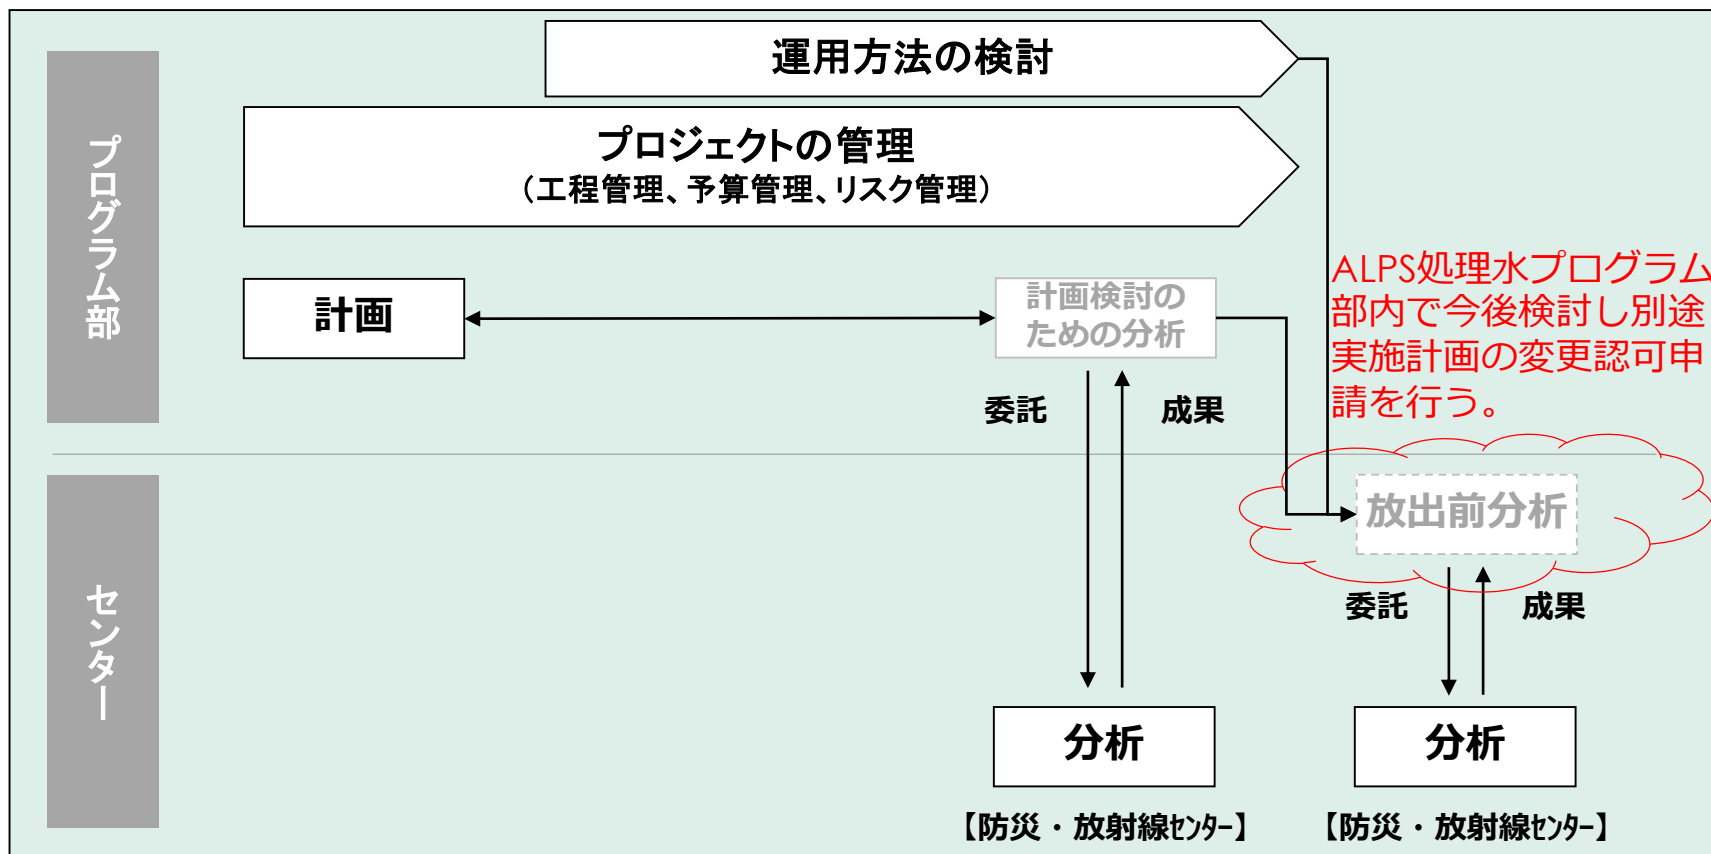 運用方法の検討
プロジェクトの管理
（工程管理、予算管理、リスク管理）
プログラム部
計画
計画検討の
ための分析
ALPS処理水プログラム
部内で今後検討し別途
実施計画の変更認可申
請を行う。
委託
成果
センター
放出前分析
委託
成果
分析
分析
【防災・放射線ｾﾝﾀｰ】
【防災・放射線ｾﾝﾀｰ】